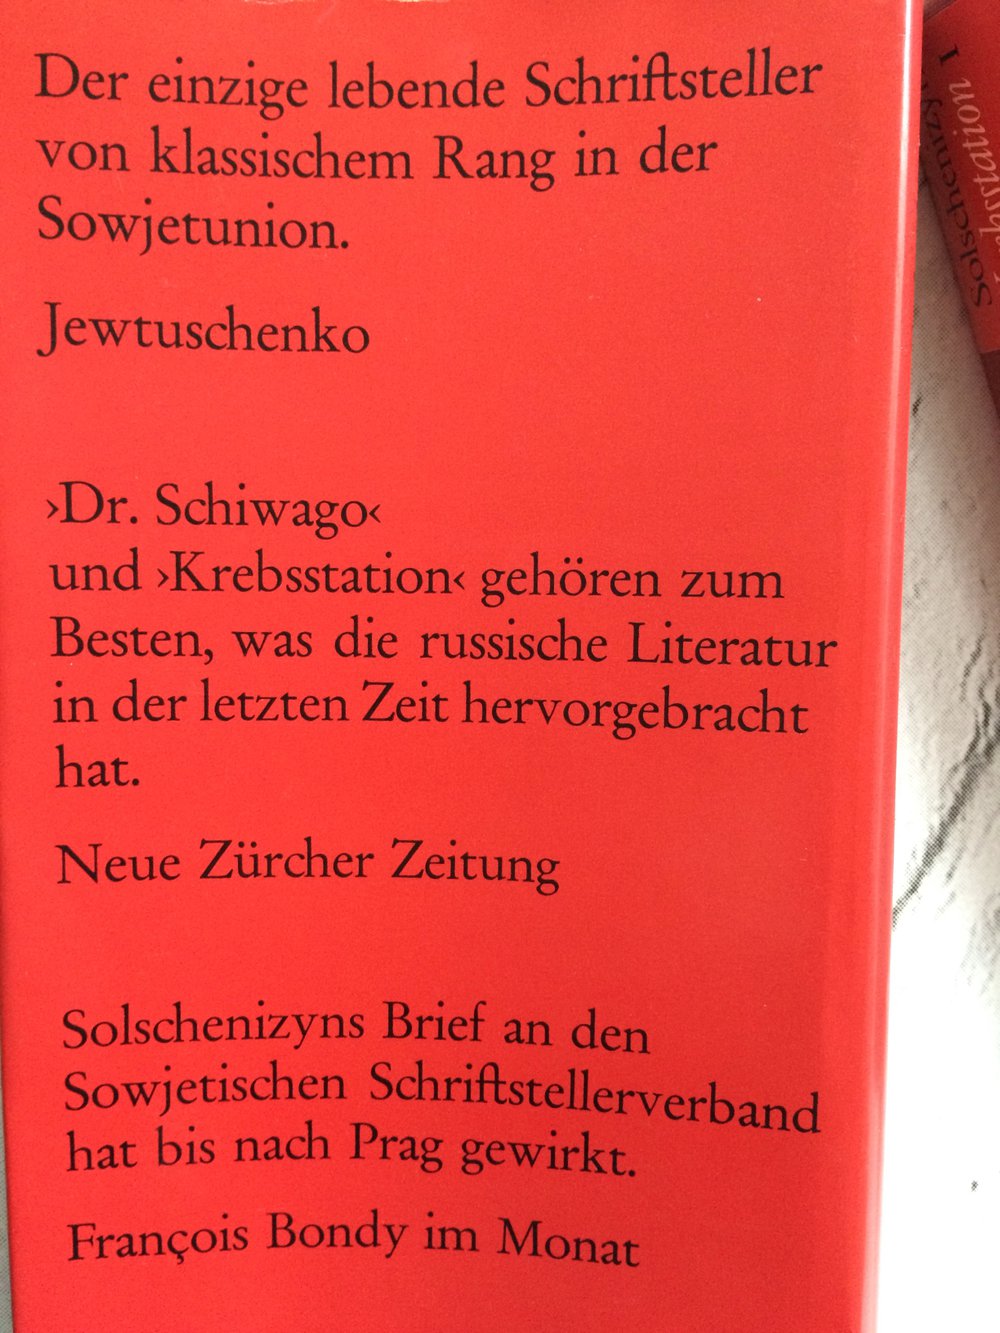 Der einzige lebende Schriftsteller
von klassischem Rang in der
Sowjetunion.
Jewtuschenko
›Dr. Schiwago‹
und ›Krebsstation‹ gehören zum
Besten, was die russische Literatur
in der letzten Zeit hervorgebracht
hat.
Neue Zürcher Zeitung
Solschenizyns Brief an den
Sowjetischen Schriftstellerverband
hat bis nach Prag gewirkt.
François Bondy im Monat
I